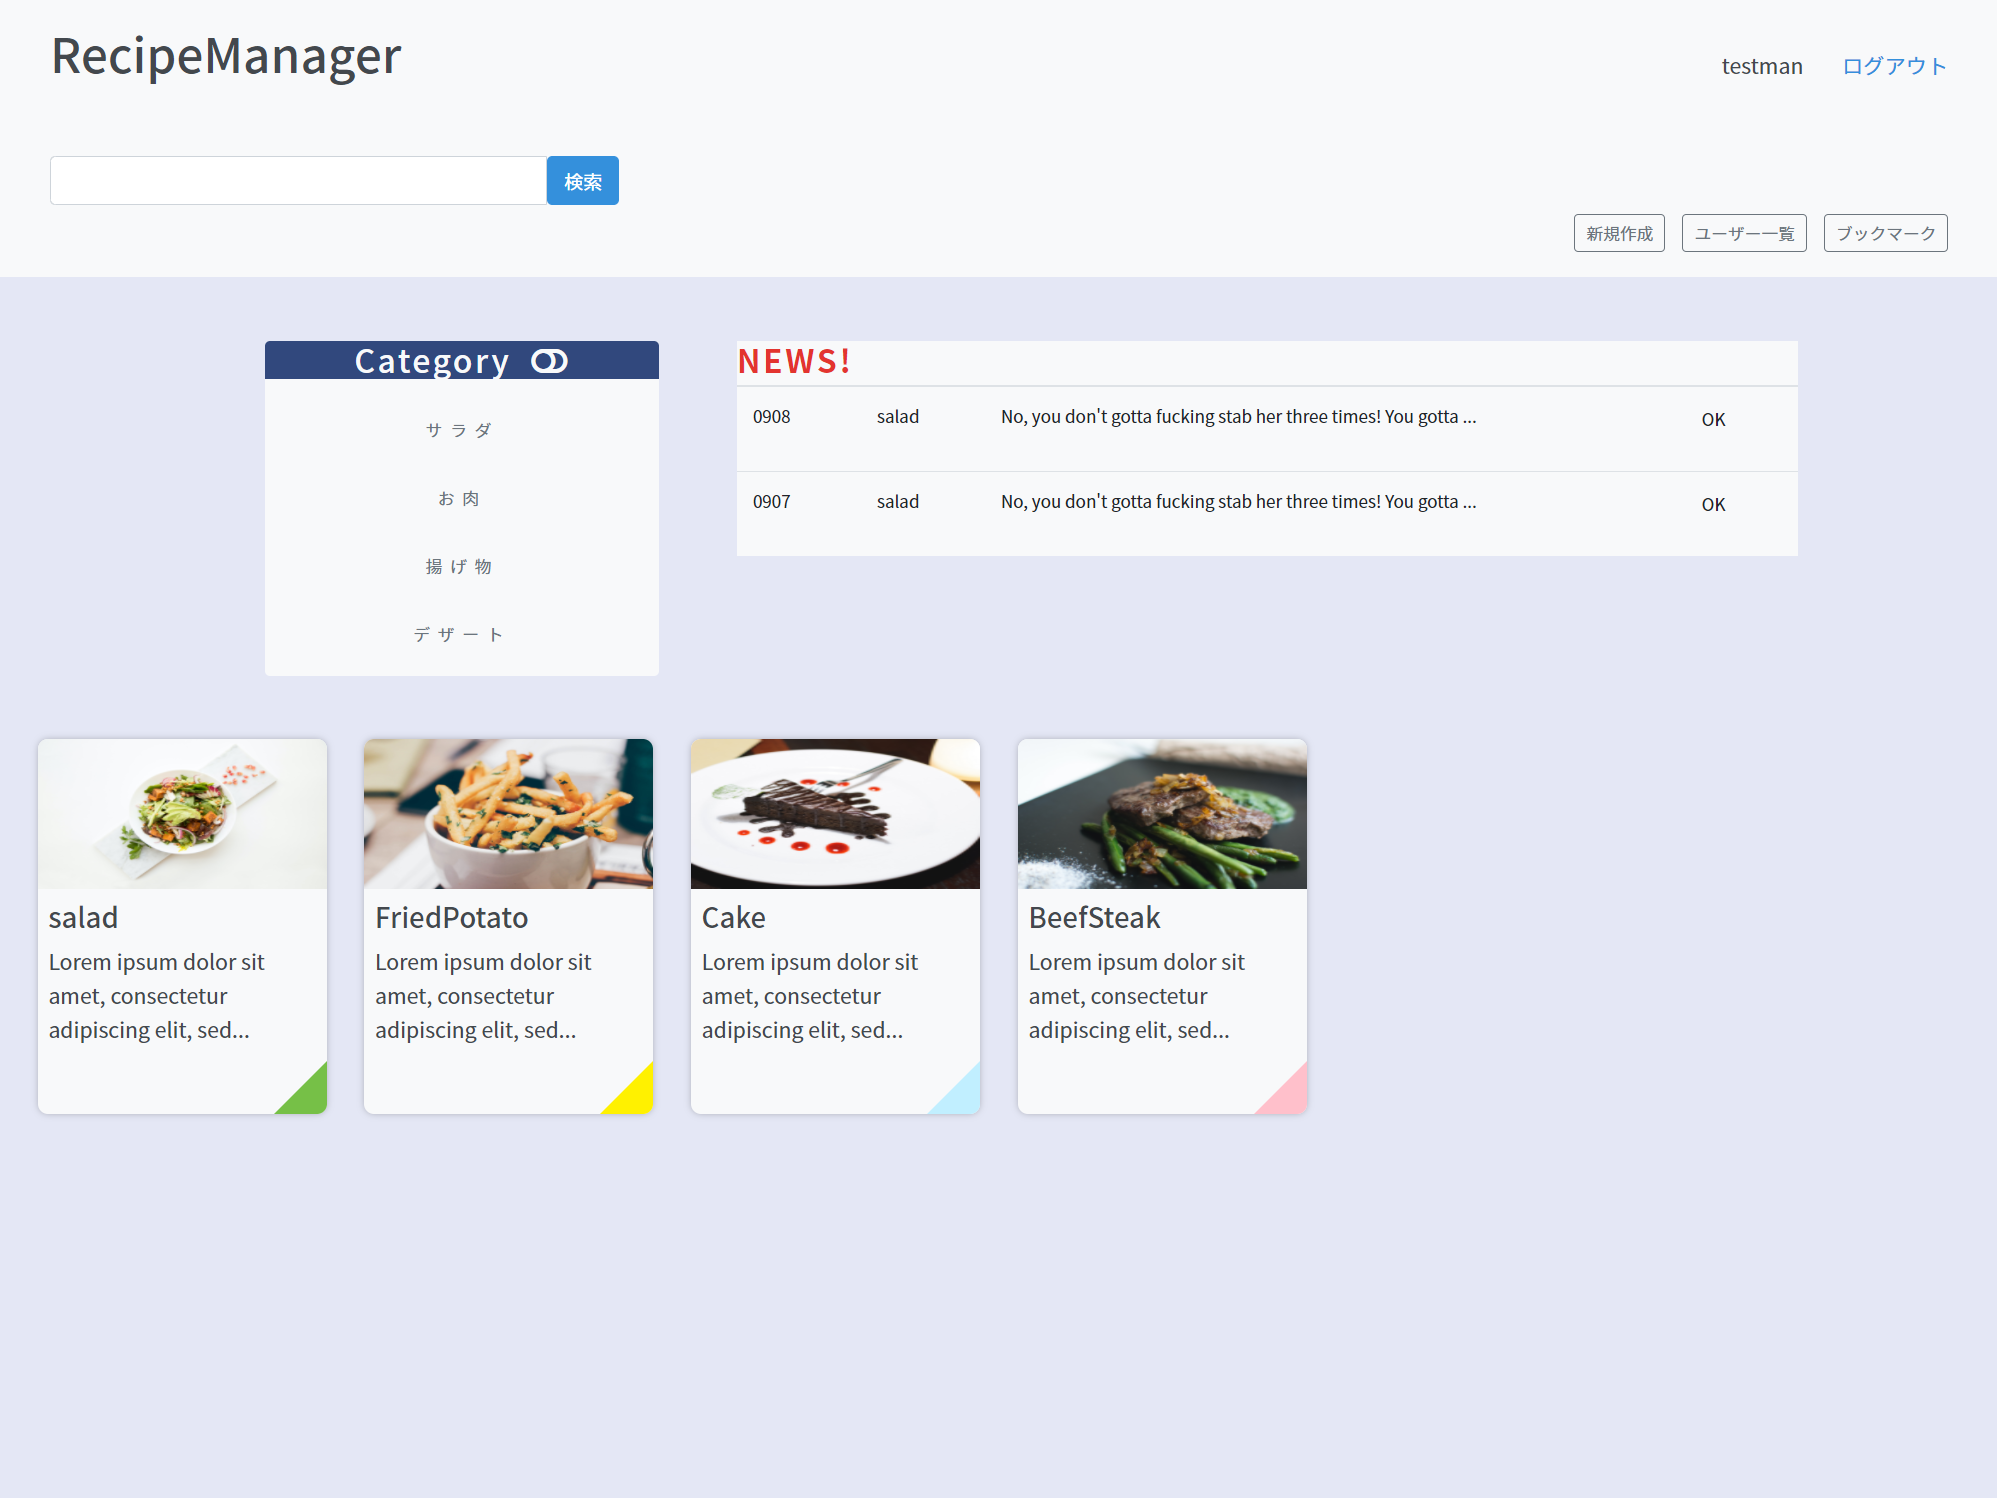 RecipeManager
testman
ログアウト
検索
新規作成
ユーザー一覧
ブックマーク
Category
サラダ
お肉
揚げ物
デザート
NEWS!
0908 salad No, you don't gotta fucking stab her three times! You gotta ... OK
0907 salad No, you don't gotta fucking stab her three times! You gotta ... OK
salad
Lorem ipsum dolor sit
amet, consectetur
adipiscing elit, sed...
FriedPotato
Lorem ipsum dolor sit
amet, consectetur
adipiscing elit, sed...
Cake
Lorem ipsum dolor sit
amet, consectetur
adipiscing elit, sed...
BeefSteak
Lorem ipsum dolor sit
amet, consectetur
adipiscing elit, sed...